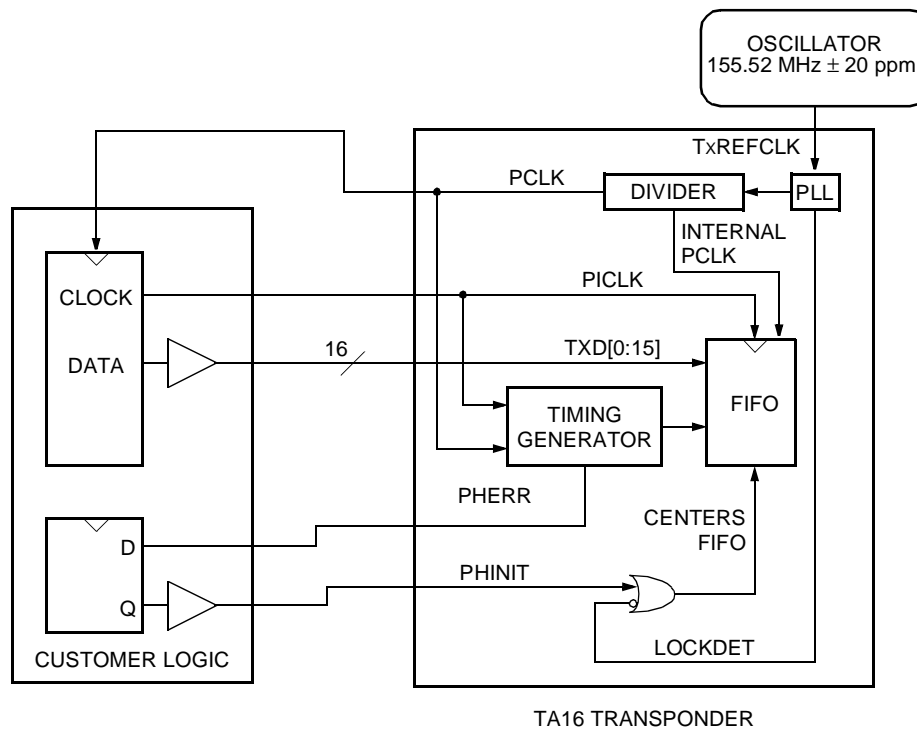 OSCILLATOR
155.52 MHz ± 20 ppm
TxREFCLK
PCLK
DIVIDER
PLL
INTERNAL
PCLK
CLOCK
PICLK
16
TXD[0:15]
DATA
FIFO
TIMING
GENERATOR
PHERR
CENTERS
FIFO
D
PHINIT
Q
LOCKDET
CUSTOMER LOGIC
TA16 TRANSPONDER